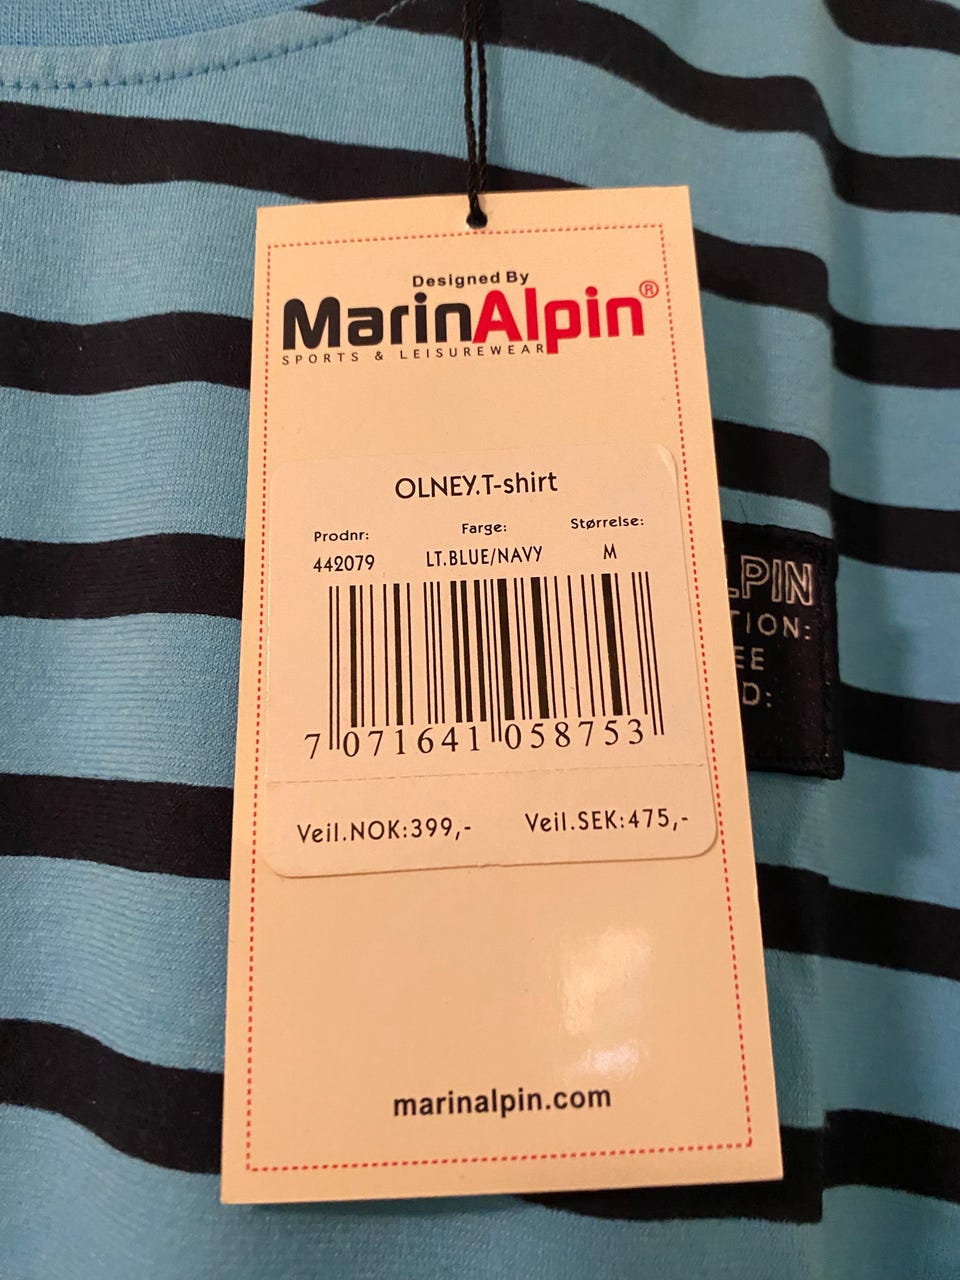 Designed By
MarinAlpin®
SPORTS & LEISUREWEAR
OLNEY.T-shirt
Prodnr: Farge: Størrelse:
442079 LT.BLUE/NAVY M
7 071641 058753
Veil.NOK:399,- Veil.SEK:475,-
marinalpin.com
LPIN
TION:
EE
D: